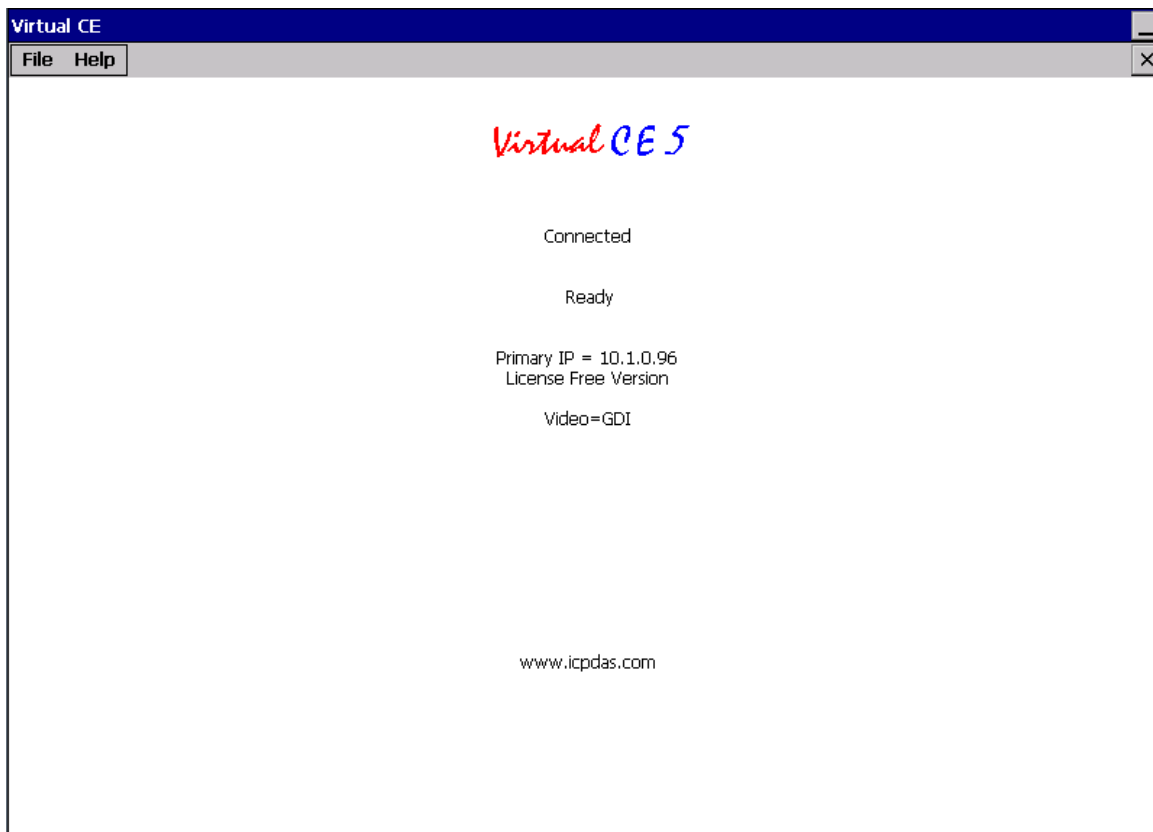 Virtual CE
File Help
Virtual CE 5
Connected
Ready
Primary IP = 10.1.0.96
License Free Version
Video=GDI
www.icpdas.com